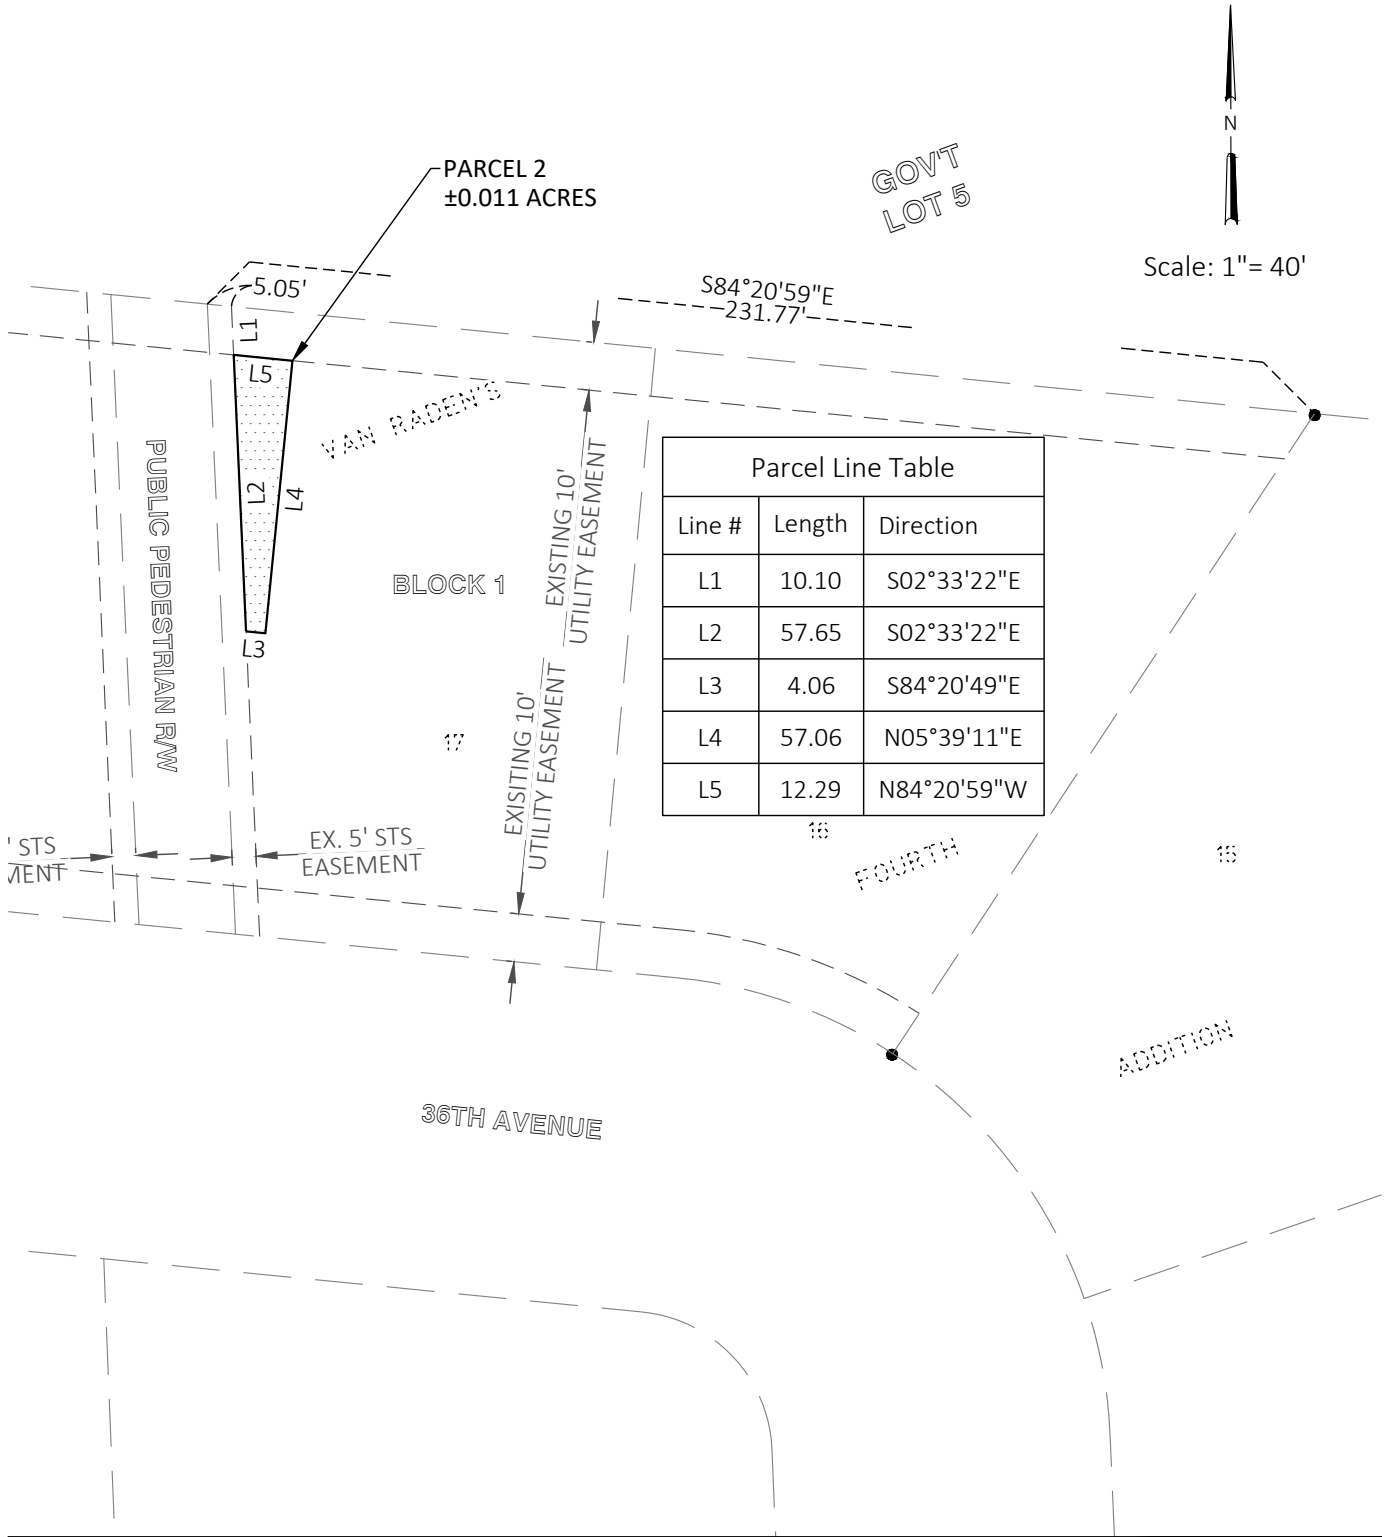 N
Scale: 1"= 40'
GOV'T
LOT 5
PARCEL 2
±0.011 ACRES
5.05'
S84°20'59"E
231.77'
L1
L5
L2
L4
L3
VAN RADEN'S
PUBLIC PEDESTRIAN R/W
BLOCK 1
EXISTING 10'
UTILITY EASEMENT
EXISITING 10'
UTILITY EASEMENT
17
Parcel Line Table
Line # Length Direction
L1 10.10 S02°33'22"E
L2 57.65 S02°33'22"E
L3 4.06 S84°20'49"E
L4 57.06 N05°39'11"E
L5 12.29 N84°20'59"W
16
FOURTH
15
' STS
MENT
EX. 5' STS
EASEMENT
ADDITION
36TH AVENUE